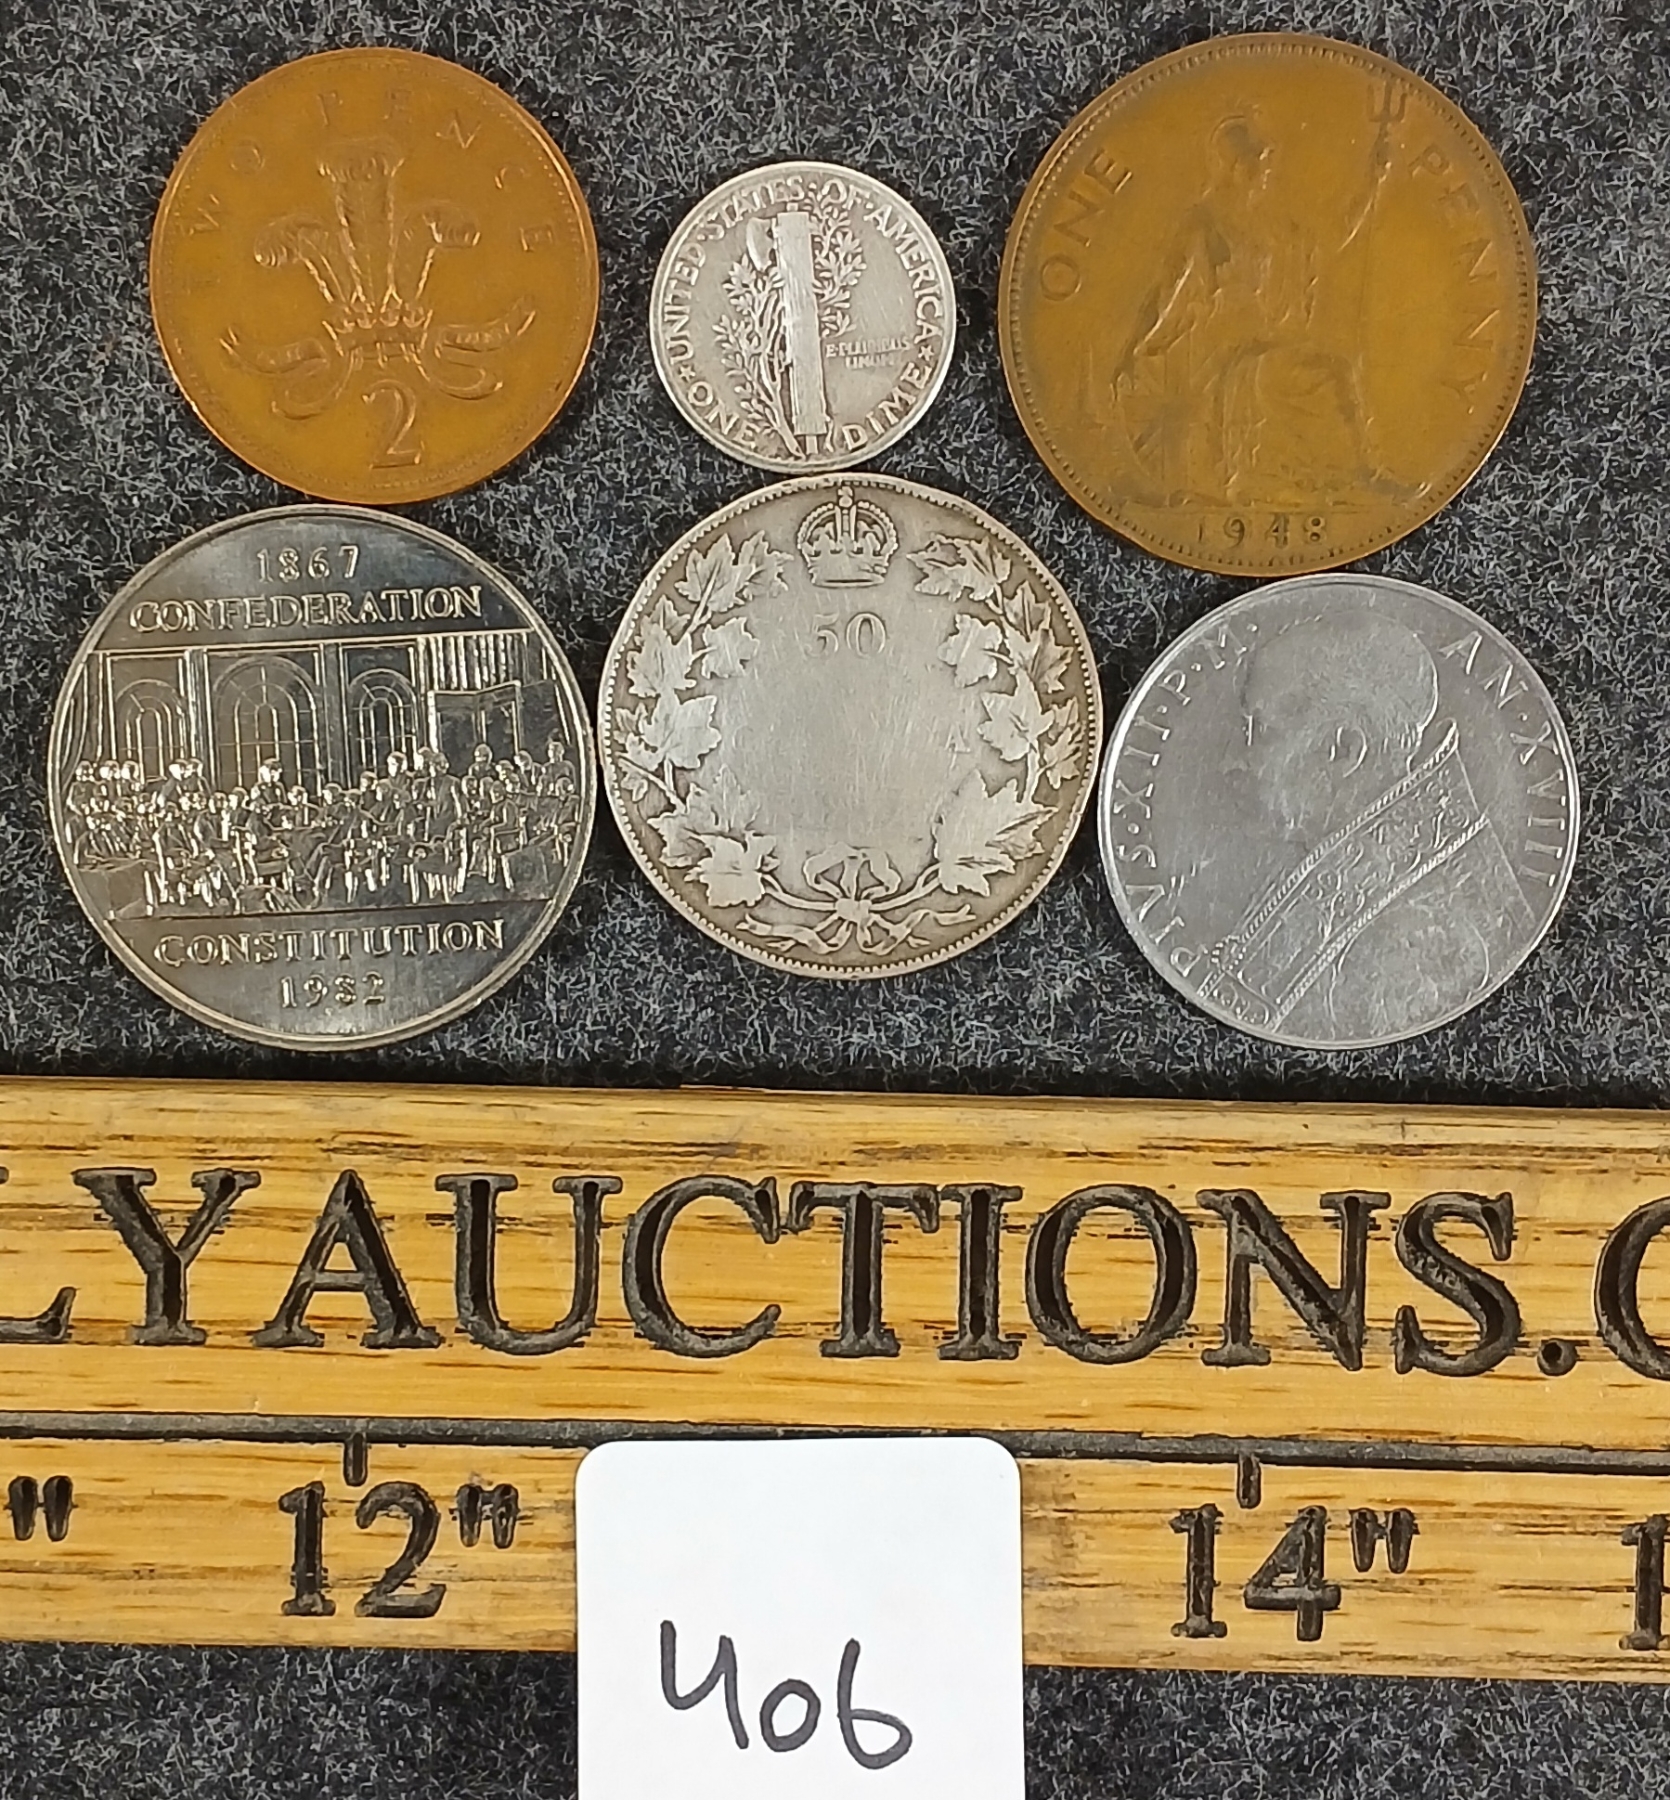 TWO PENCE
2
UNITED·STATES·OF·AMERICA
E·PLURIBUS
UNUM
★ONE DIME★
ONE PENNY
1948
1867
CONFEDERATION
CONSTITUTION
1982
50
PIVS·XII·P·M· AN·XVIII
LYAUCTIONS.
12" 14"
406